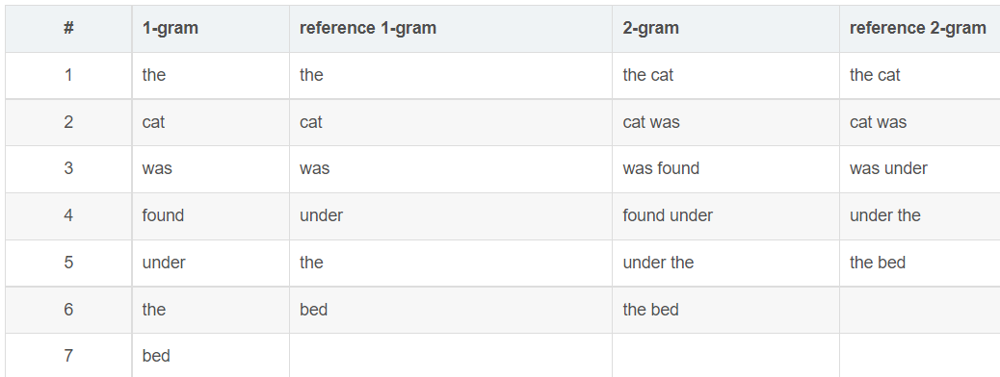 # 1-gram reference 1-gram 2-gram reference 2-gram
1 the the the cat the cat
2 cat cat cat was cat was
3 was was was found was under
4 found under found under under the
5 under the under the the bed
6 the bed the bed
7 bed